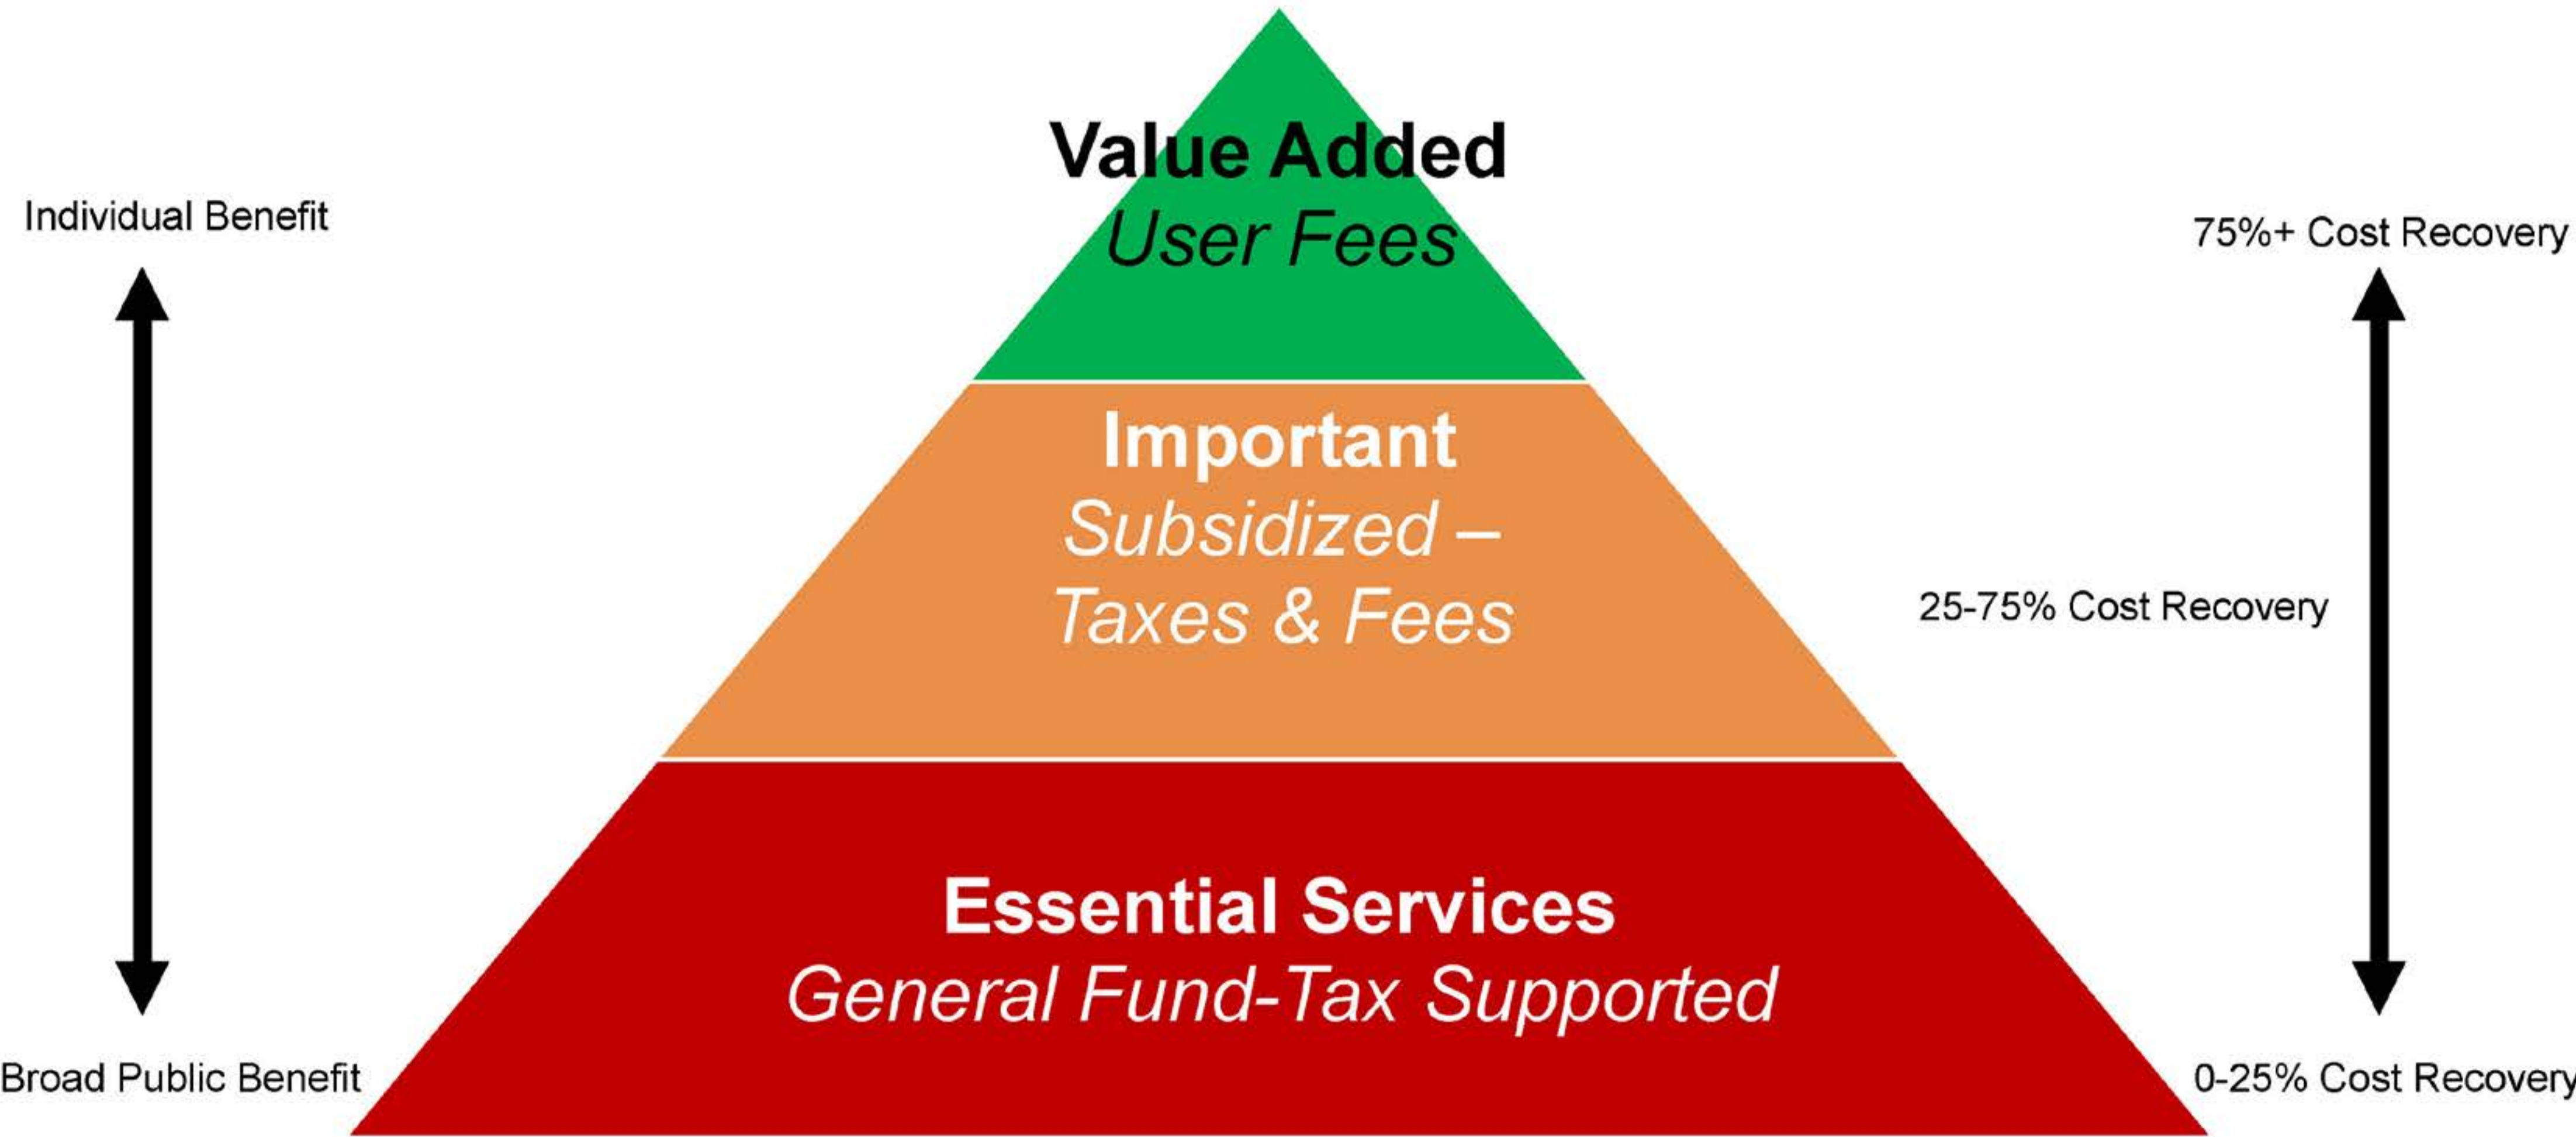 Value Added
User Fees
Individual Benefit
75%+ Cost Recovery
Important
Subsidized –
Taxes & Fees
25-75% Cost Recovery
Essential Services
General Fund-Tax Supported
Broad Public Benefit
0-25% Cost Recovery